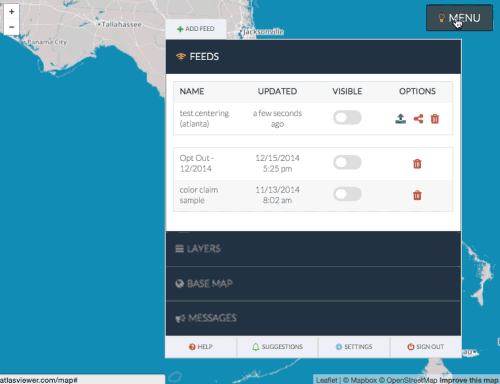 +
-
Tallahassee
Panama City
Jacksonville
ADD FEED
MENU
FEEDS
NAME UPDATED VISIBLE OPTIONS
test centering a few seconds
(atlanta) ago
Opt Out - 12/15/2014
12/2014 5:25 pm
color claim 11/13/2014
sample 8:02 am
LAYERS
BASE MAP
MESSAGES
HELP SUGGESTIONS SETTINGS SIGN OUT
atlasviewer.com/map#
Leaflet | © Mapbox © OpenStreetMap Improve this map